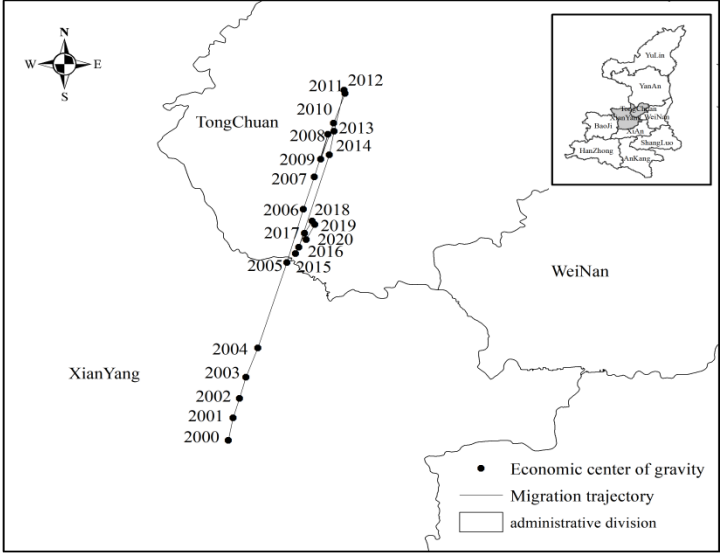 N
W E
S
TongChuan
2011 2012
2010
2008 2013
2009 2014
2007
2006
2018
2017 2019
2020
2016
2005 2015
2004
2003
2002
2001
2000
XianYang
WeiNan
YuLin
YanAn
TongChuan
XianYang WeiNan
BaoJi
XiAn
ShangLuo
HanZhong
AnKang
Economic center of gravity
Migration trajectory
administrative division